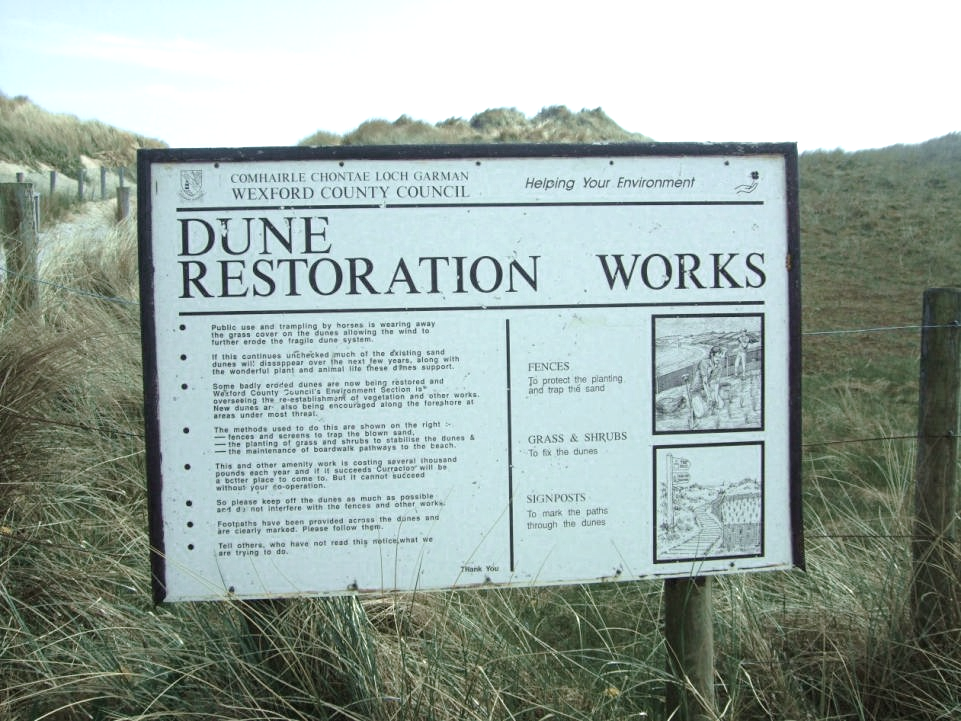 COMHAIRLE CHONTAE LOCH GARMAN
WEXFORD COUNTY COUNCIL
Helping Your Environment
DUNE
RESTORATION WORKS
Public use and trampling by horses is wearing away
the grass cover on the dunes allowing the wind to
further erode the fragile dune system.
If this continues unchecked much of the existing sand
dunes will dissappear over the next few years, along with
the wonderful plant and animal life these dunes support.
Some badly eroded dunes are now being restored and
Wexford County Council's Environment Section is
overseeing the re-establishment of vegetation and other works.
New dunes are also being encouraged along the foreshore at
areas under most threat.
The methods used to do this are shown on the right :-
— fences and screens to trap the blown sand,
— the planting of grass and shrubs to stabilise the dunes &
— the maintenance of boardwalk pathways to the beach.
This and other amenity work is costing several thousand
pounds each year and if it succeeds Curracloe will be
a better place to come to. But it cannot succeed
without your co-operation.
So please keep off the dunes as much as possible
and do not interfere with the fences and other works.
Footpaths have been provided across the dunes and
are clearly marked. Please follow them.
Tell others, who have not read this notice, what we
are trying to do.
Thank You
FENCES
To protect the planting
and trap the sand
GRASS & SHRUBS
To fix the dunes
SIGNPOSTS
To mark the paths
through the dunes